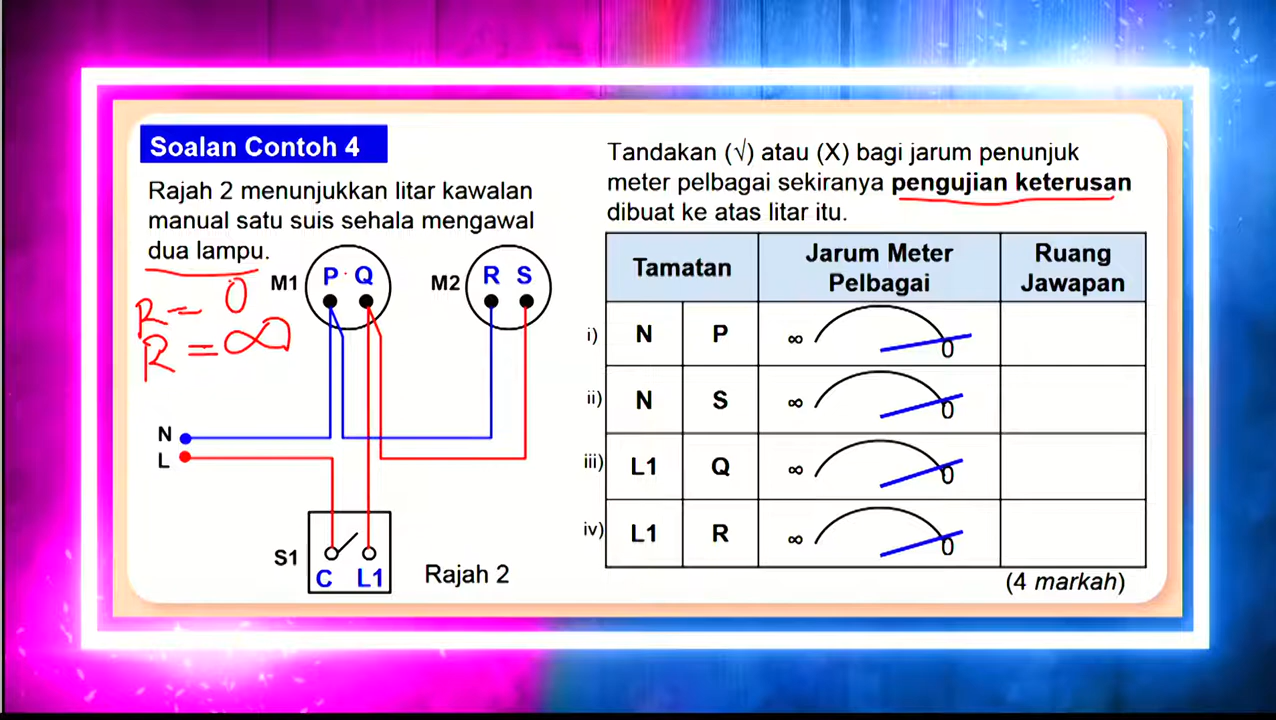 Soalan Contoh 4
Rajah 2 menunjukkan litar kawalan
manual satu suis sehala mengawal
dua lampu.
R = 0
R = ∞
M1
P
Q
M2
R
S
N
L
S1
C
L1
Rajah 2
Tandakan (√) atau (X) bagi jarum penunjuk
meter pelbagai sekiranya pengujian keterusan
dibuat ke atas litar itu.
Tamatan
Jarum Meter
Pelbagai
Ruang
Jawapan
i) N P ∞ 0
ii) N S ∞ 0
iii) L1 Q ∞ 0
iv) L1 R ∞ 0
(4 markah)